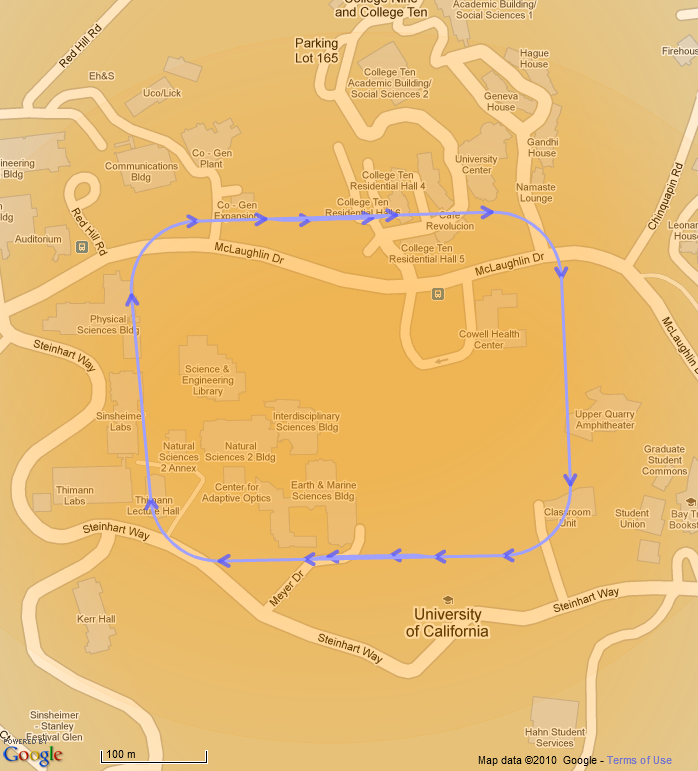 College Nine
and College Ten
Academic Building/
Social Sciences 1
Red Hill Rd
Parking
Lot 165
Hague
House
Firehous
Eh&S
College Ten
Academic Building/
Social Sciences 2
Uco/Lick
Geneva
House
Gandhi
House
Co - Gen
Plant
ineering
Bldg
Communications
Bldg
University
Center
Chinquapin Rd
College Ten
Residential Hall 4
Namaste
Lounge
Red Hill Rd
Co - Gen
Expansion
College Ten
Residential Hall 6
Cafe
Revolucion
Leonar
House
Auditorium
McLaughlin Dr
College Ten
Residential Hall 5
McLaughlin Dr
Physical
Sciences Bldg
McLaughlin D
Steinhart Way
Cowell Health
Center
Science &
Engineering
Library
Sinsheime
Labs
Interdisciplinary
Sciences Bldg
Upper Quarry
Amphitheater
Natural
Sciences
2 Annex
Natural
Sciences 2 Bldg
Graduate
Student
Commons
Thimann
Labs
Center for
Adaptive Optics
Earth & Marine
Sciences Bldg
Thimann
Lecture Hall
Classroom
Unit
Student
Union
Bay Tr
Bookst
Steinhart Way
Meyer Dr
Steinhart Way
Kerr Hall
University
of California
Steinhart Way
Sinsheimer
- Stanley
Festival Glen
Hahn Student
Services
POWERED BY
Google
100 m
Map data ©2010 Google - Terms of Use